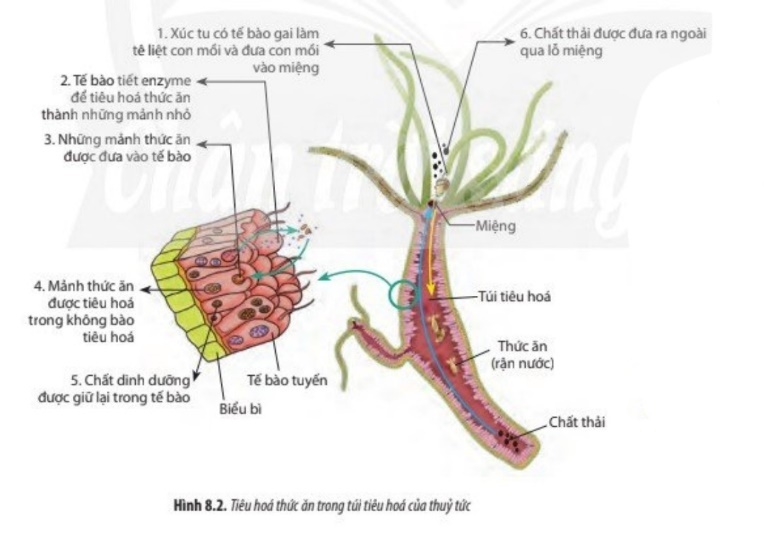 1. Xúc tu có tế bào gai làm
tê liệt con mồi và đưa con mồi
vào miệng
6. Chất thải được đưa ra ngoài
qua lỗ miệng
2. Tế bào tiết enzyme
để tiêu hoá thức ăn
thành những mảnh nhỏ
3. Những mảnh thức ăn
được đưa vào tế bào
Chân trời sáng
Miệng
4. Mảnh thức ăn
được tiêu hoá
trong không bào
tiêu hoá
Túi tiêu hoá
Thức ăn
(rận nước)
5. Chất dinh dưỡng
được giữ lại trong tế bào
Tế bào tuyến
Biểu bì
Chất thải
Hình 8.2. Tiêu hoá thức ăn trong túi tiêu hoá của thuỷ tức